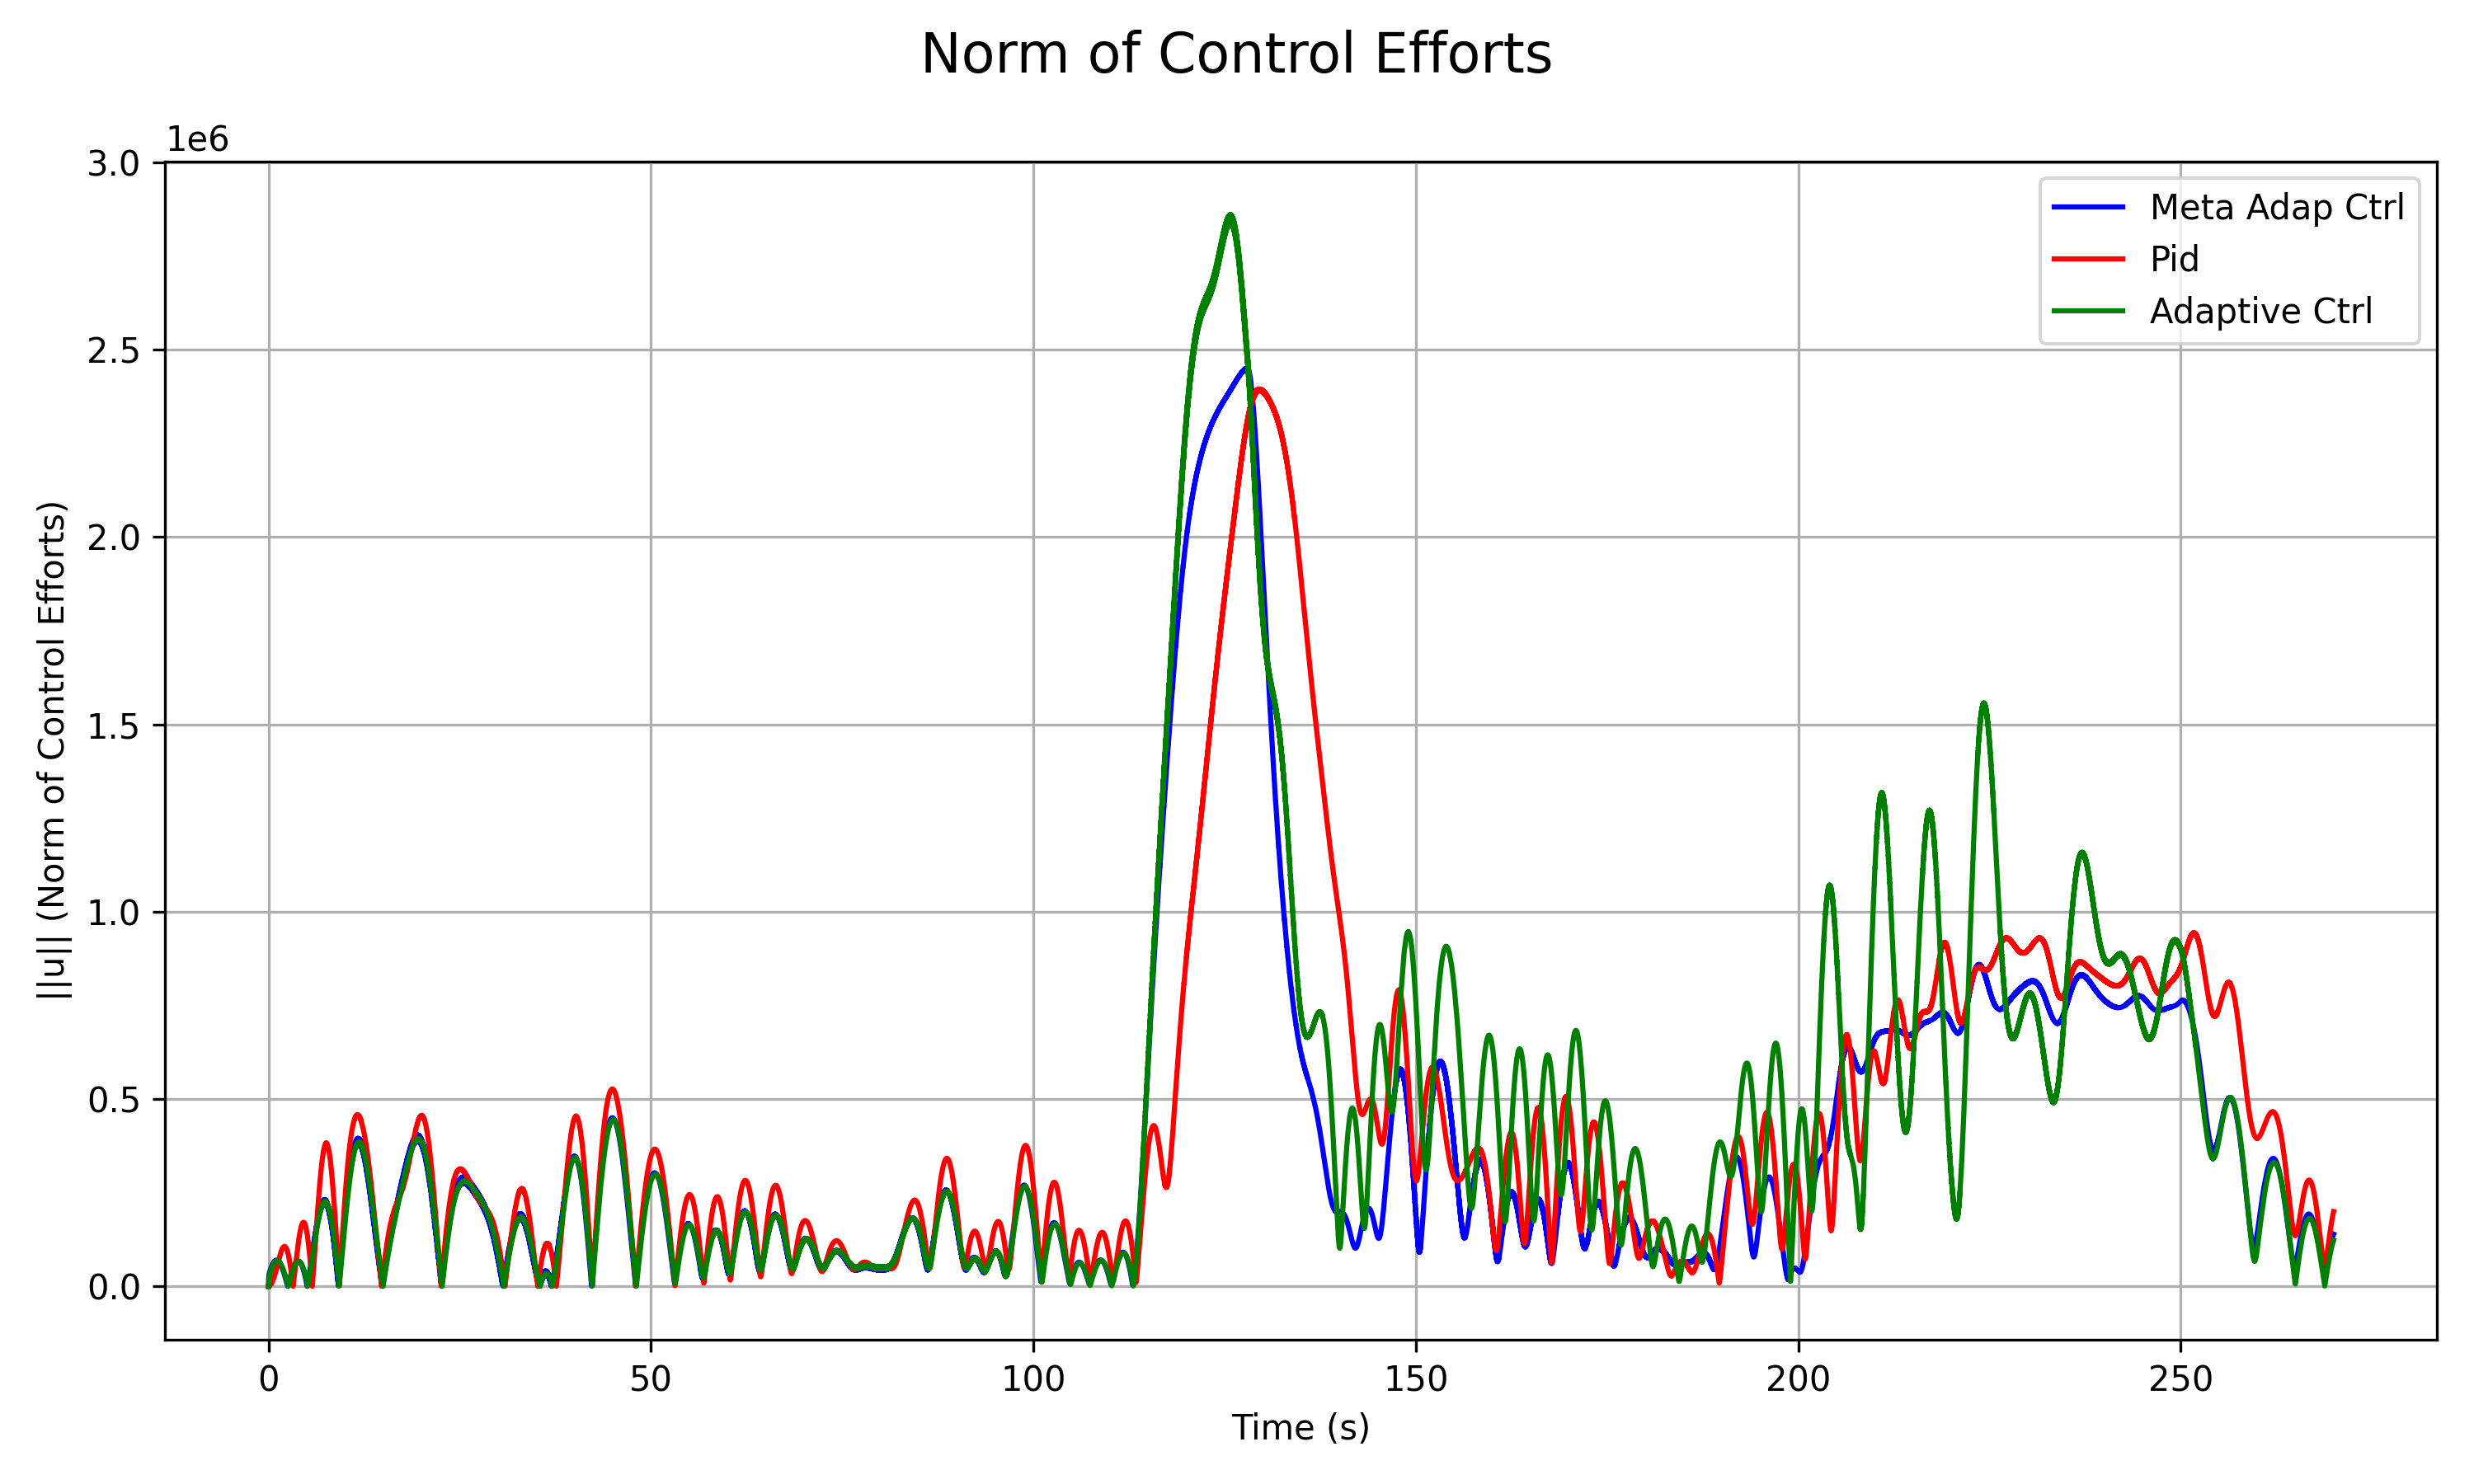 Norm of Control Efforts
1e6
3.0
2.5
2.0
1.5
1.0
0.5
0.0
||u|| (Norm of Control Efforts)
Meta Adap Ctrl
Pid
Adaptive Ctrl
0 50 100 150 200 250
Time (s)